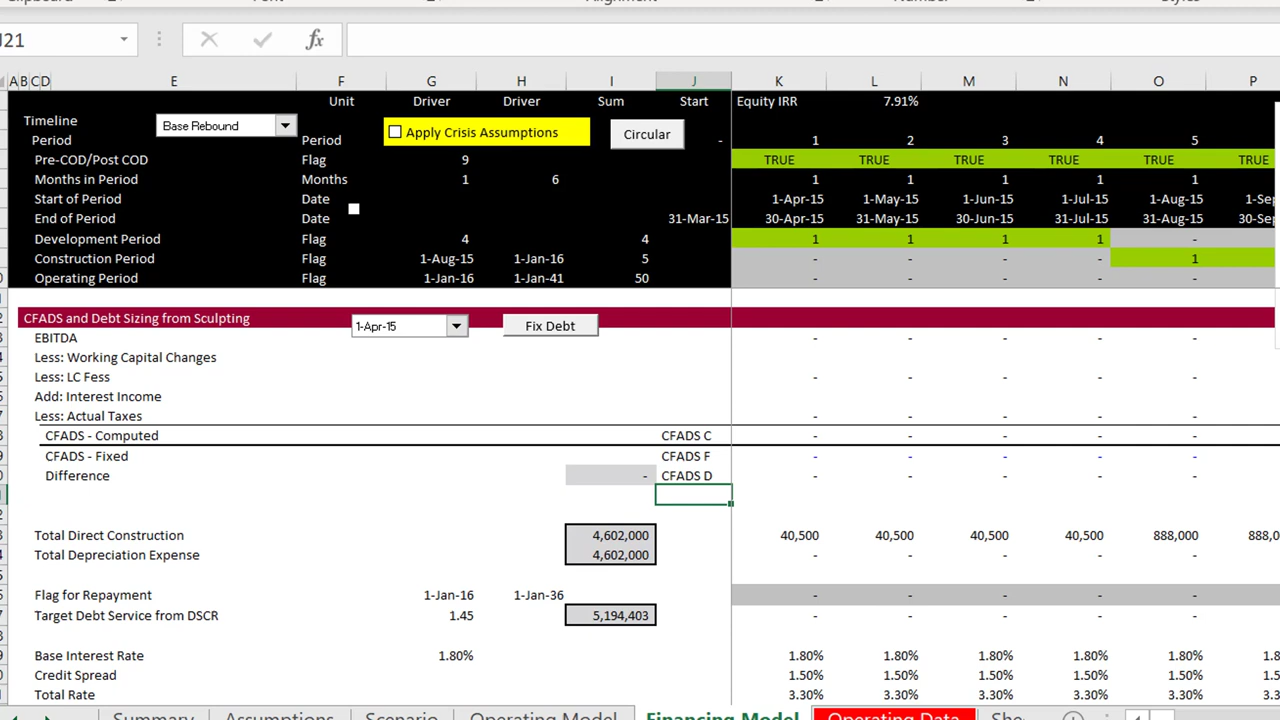 J21 fx
A B C D E F G H I J K L M N O P
Unit Driver Driver Sum Start Equity IRR 7.91%
Timeline Base Rebound Apply Crisis Assumptions Circular
Period Period - 1 2 3 4 5
Pre-COD/Post COD Flag 9 TRUE TRUE TRUE TRUE TRUE TRUE
Months in Period Months 1 6 1 1 1 1 1
Start of Period Date 1-Apr-15 1-May-15 1-Jun-15 1-Jul-15 1-Aug-15 1-Sep
End of Period Date 31-Mar-15 30-Apr-15 31-May-15 30-Jun-15 31-Jul-15 31-Aug-15 30-Sep
Development Period Flag 4 4 1 1 1 1 -
Construction Period Flag 1-Aug-15 1-Jan-16 5 - - - - 1
Operating Period Flag 1-Jan-16 1-Jan-41 50 - - - - -
CFADS and Debt Sizing from Sculpting 1-Apr-15 Fix Debt
EBITDA - - - - -
Less: Working Capital Changes
Less: LC Fess - - - - -
Add: Interest Income
Less: Actual Taxes - - - - -
CFADS - Computed CFADS C - - - - -
CFADS - Fixed CFADS F - - - - -
Difference - CFADS D - - - - -
Total Direct Construction 4,602,000 40,500 40,500 40,500 40,500 888,000 888,0
Total Depreciation Expense 4,602,000 - - - - -
Flag for Repayment 1-Jan-16 1-Jan-36 - - - - -
Target Debt Service from DSCR 1.45 5,194,403 - - - - -
Base Interest Rate 1.80% 1.80% 1.80% 1.80% 1.80% 1.80% 1.8
Credit Spread 1.50% 1.50% 1.50% 1.50% 1.50% 1.5
Total Rate 3.30% 3.30% 3.30% 3.30% 3.30% 3.3
Summary Assumptions Scenario Operating Model Financing Model Operating Data She